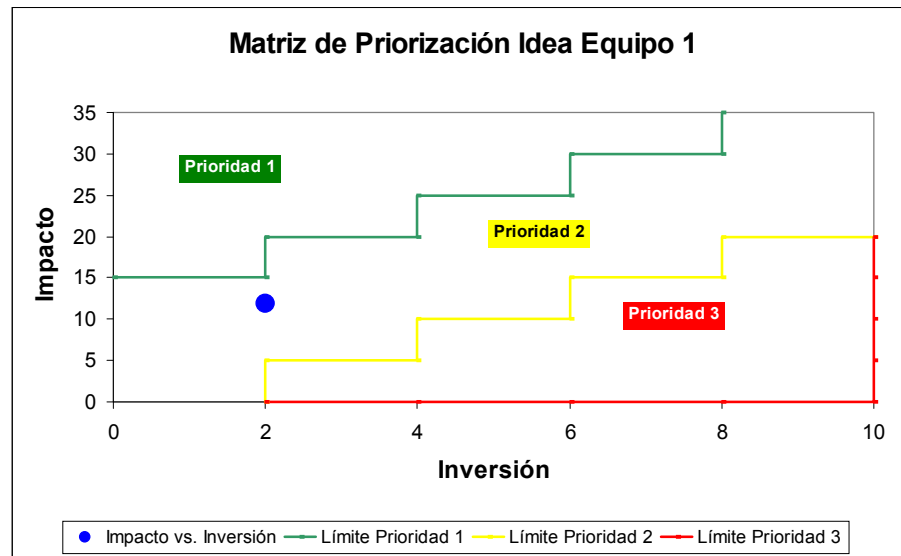 Matriz de Priorización Idea Equipo 1
35
30
25
20
15
10
5
0
Impacto
Prioridad 1
Prioridad 2
Prioridad 3
0 2 4 6 8 10
Inversión
Impacto vs. Inversión Límite Prioridad 1 Límite Prioridad 2 Límite Prioridad 3